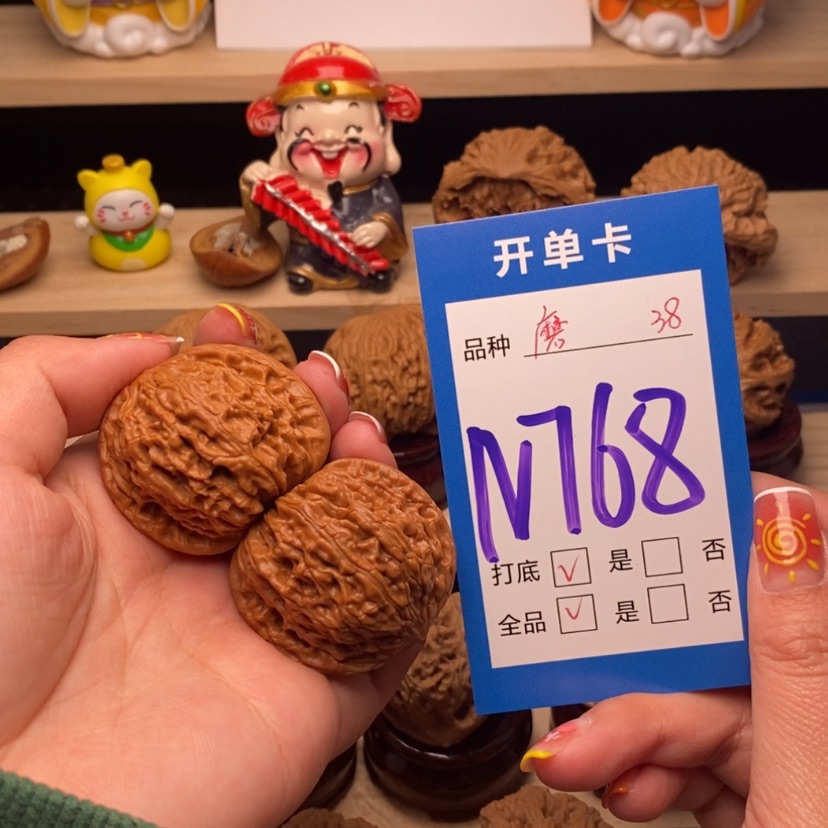 开单卡
品种 磨 38
N768
打底 √ 是 否
全品 √ 是 否